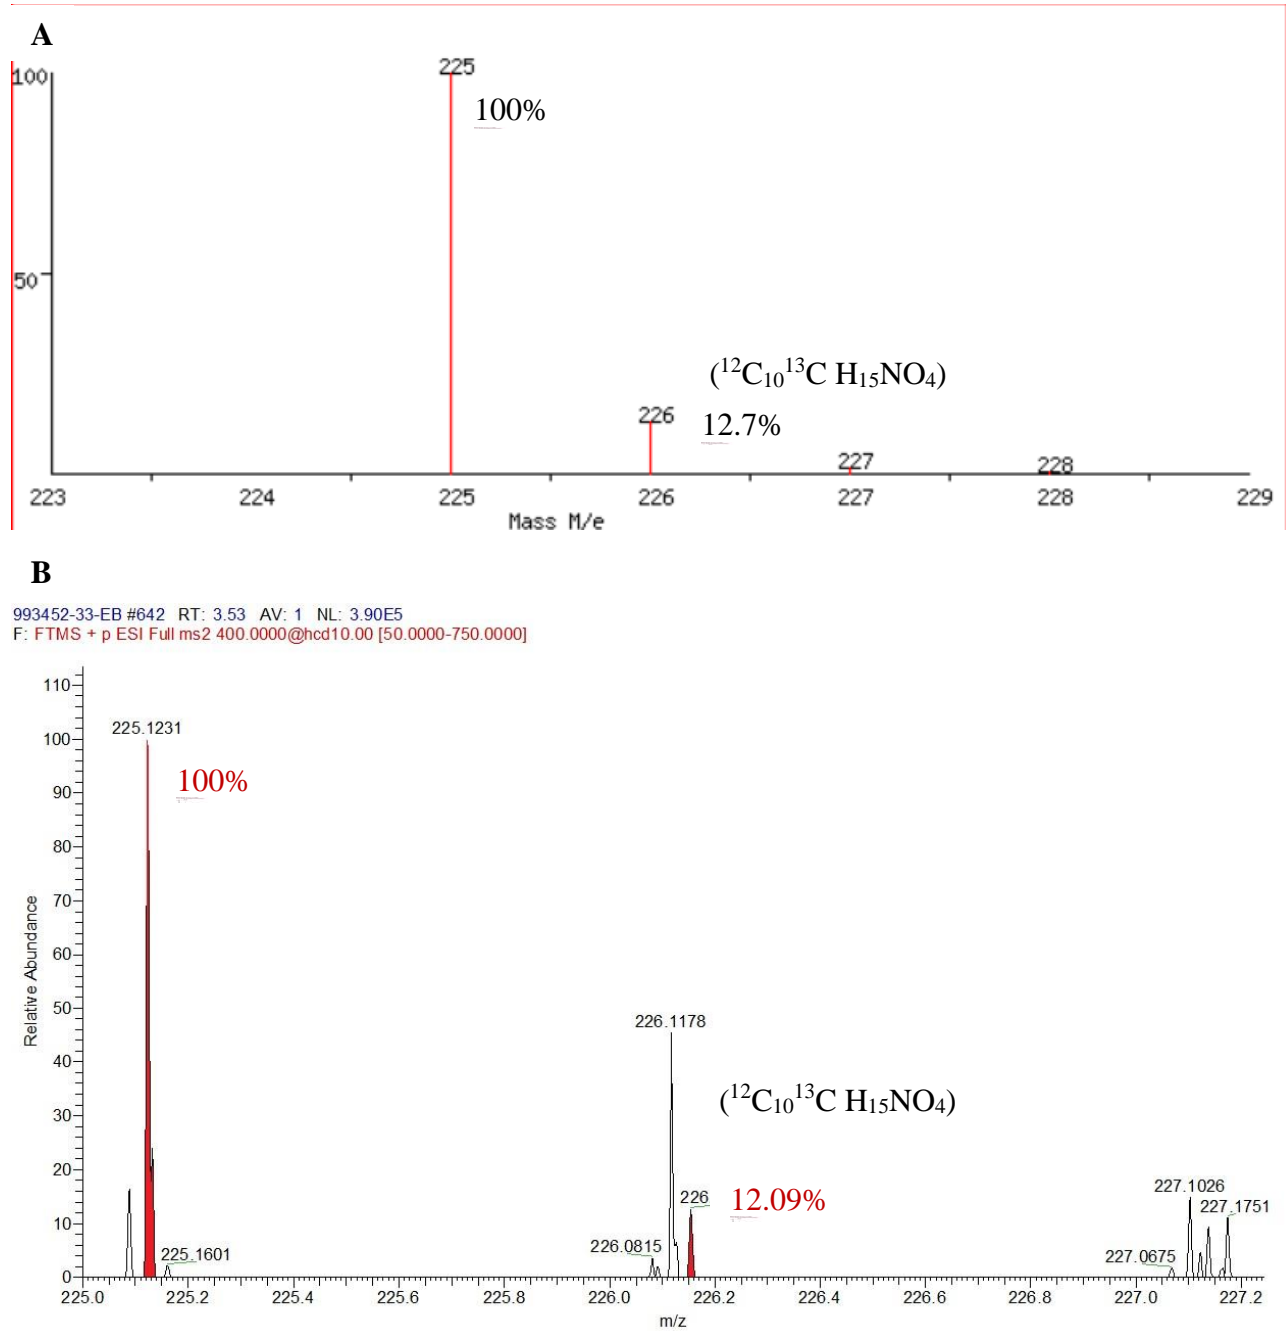 A
100
225
100%
50
(¹²C₁₀¹³C H₁₅NO₄)
226
12.7%
227
228
223 224 225 226 227 228 229
Mass M/e
B
993452-33-EB #642 RT: 3.53 AV: 1 NL: 3.90E5
F: FTMS + p ESI Full ms2 400.0000@hcd10.00 [50.0000-750.0000]
110
225.1231
100
100%
90
80
70
60
50
226.1178
40
(¹²C₁₀¹³C H₁₅NO₄)
30
20
227.1026
226
12.09%
227.1751
10
226.0815
225.1601
227.0675
0
225.0 225.2 225.4 225.6 225.8 226.0 226.2 226.4 226.6 226.8 227.0 227.2
m/z
Relative Abundance